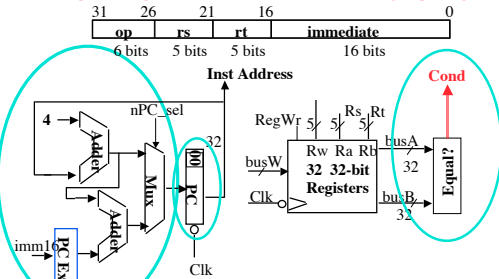 31 26 21 16 0
op rs rt immediate
6 bits 5 bits 5 bits 16 bits
Inst Address
Cond
nPC_sel
4
Adder
32
RegWr 5 5 Rs 5 Rt
busA
Rw Ra Rb
busW
32 32-bit
Registers
32
Equal?
Mux
00
PC
Clk
busB
32
Adder
imm16
PC Ex
Clk